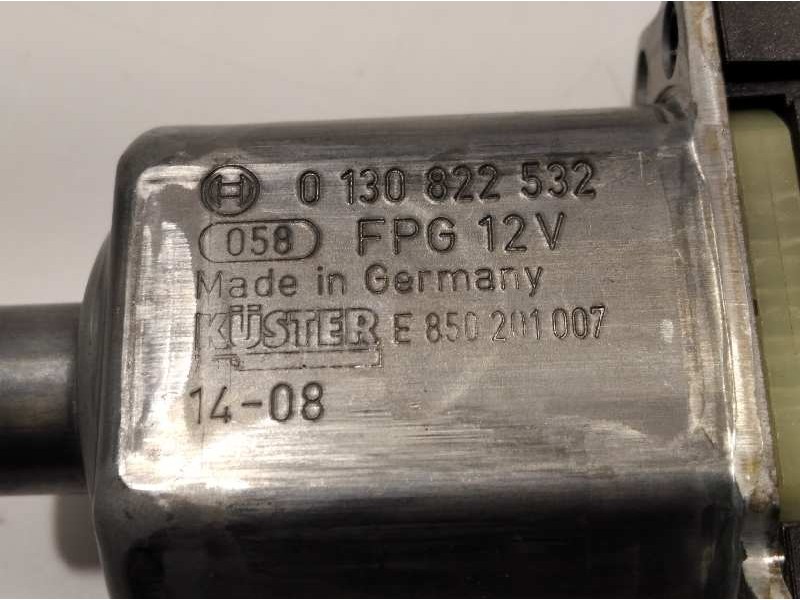 0 130 822 532
058 FPG 12V
Made in Germany
KÜSTER E 850 201 007
14-08